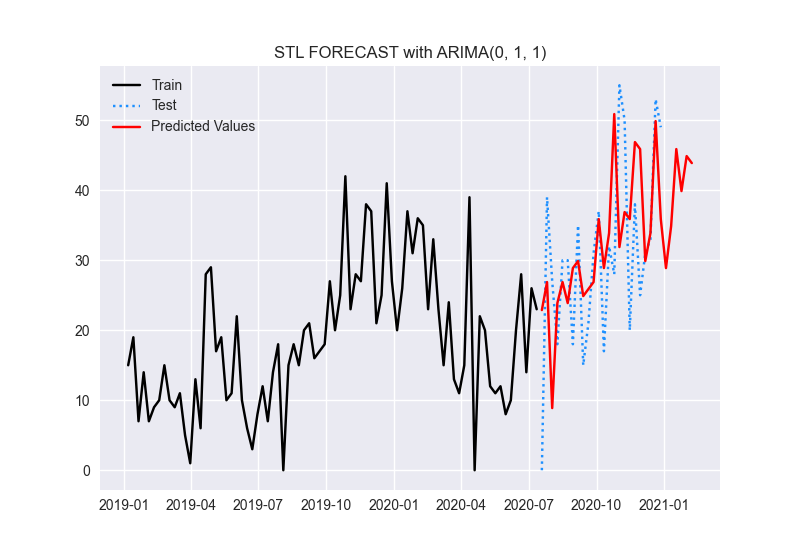 STL FORECAST with ARIMA(0, 1, 1)
Train
Test
Predicted Values
50
40
30
20
10
0
2019-01 2019-04 2019-07 2019-10 2020-01 2020-04 2020-07 2020-10 2021-01